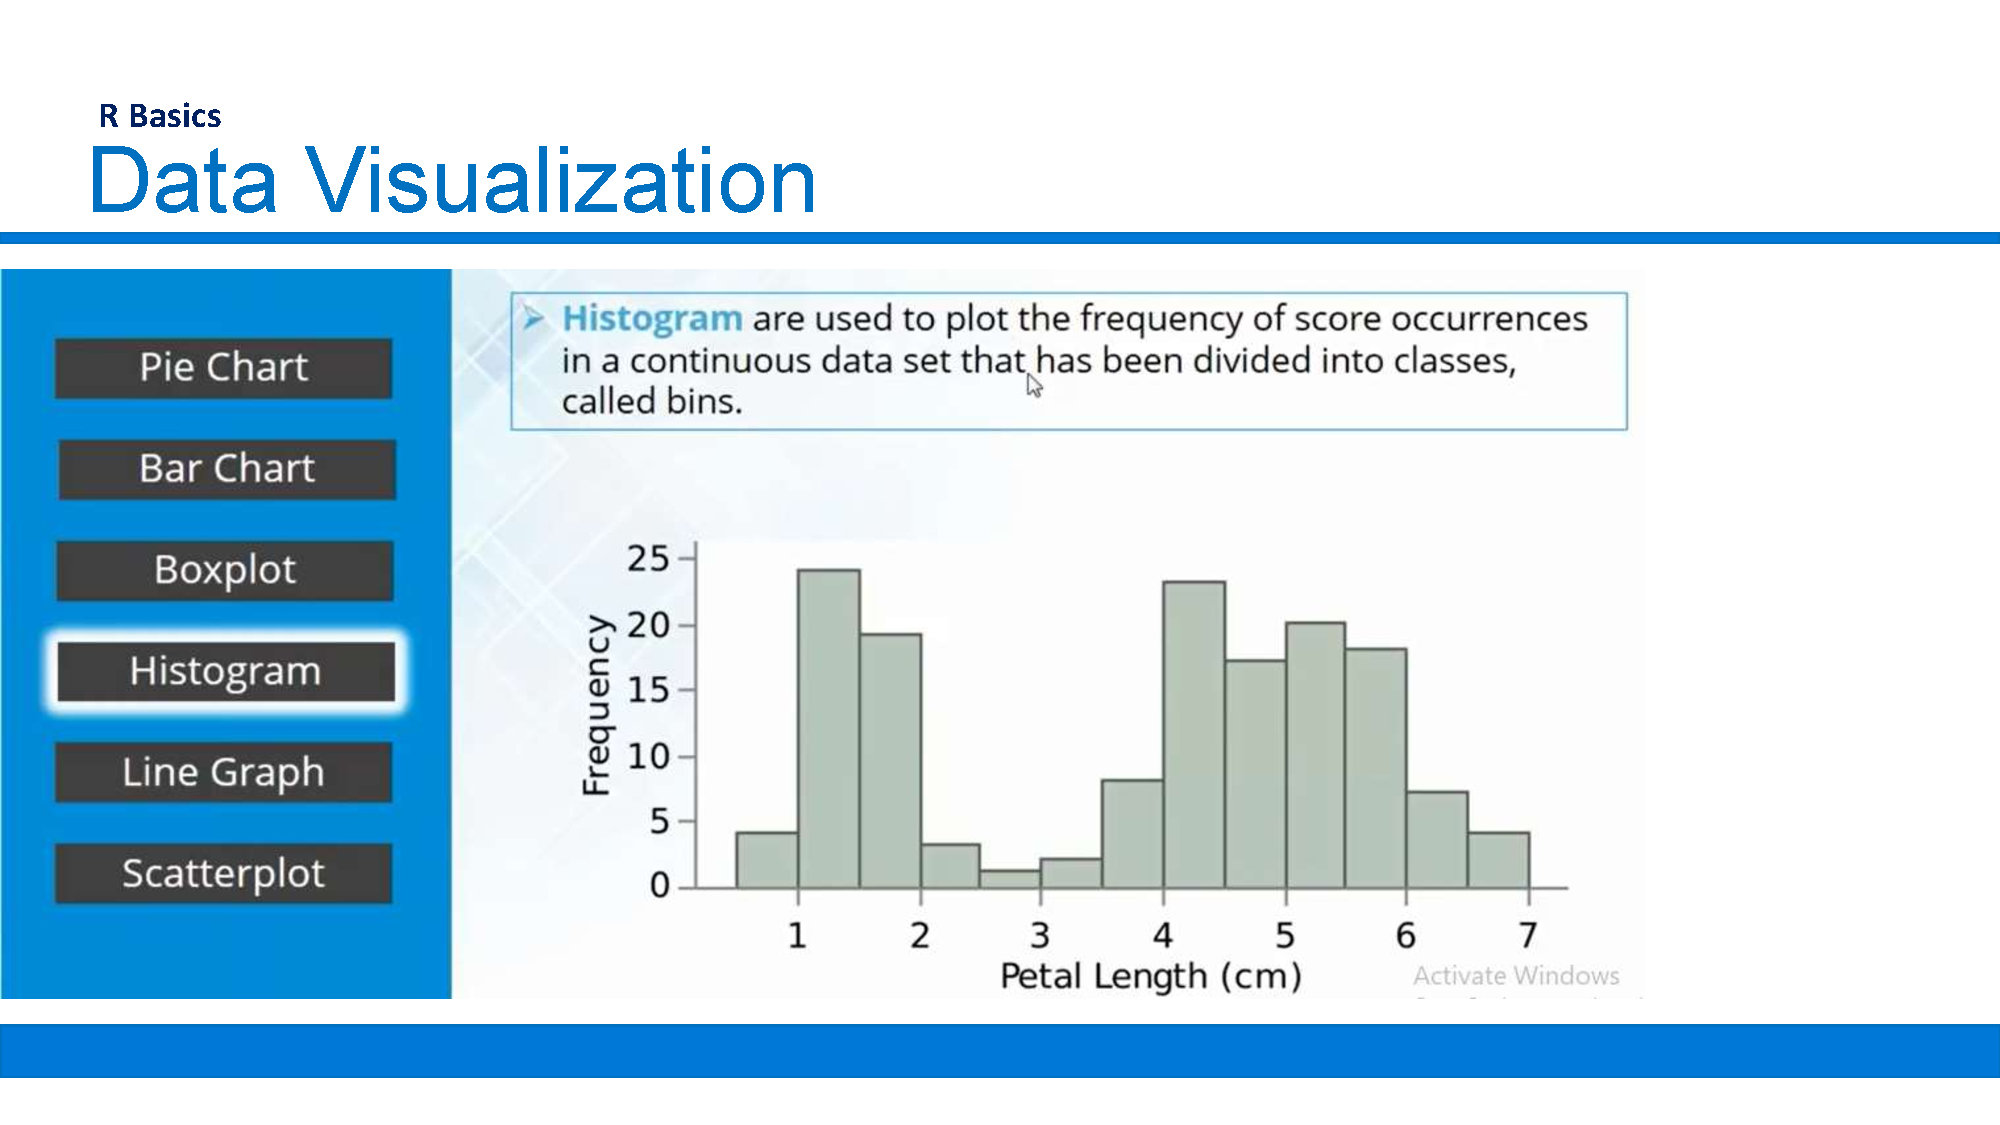 R Basics
Data Visualization
Pie Chart
Bar Chart
Boxplot
Histogram
Line Graph
Scatterplot
Histogram are used to plot the frequency of score occurrences
in a continuous data set that has been divided into classes,
called bins.
Frequency
25
20
15
10
5
0
1 2 3 4 5 6 7
Petal Length (cm)
Activate Windows